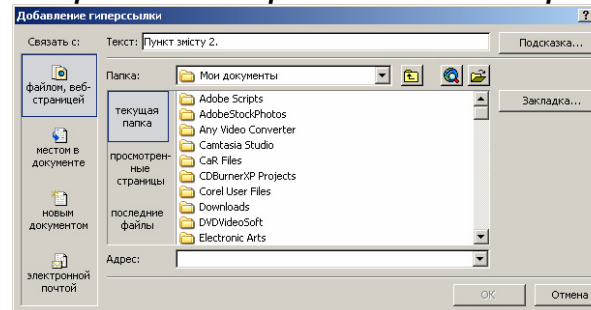 Добавление гиперссылки
?
Связать с:
Текст: Пункт змісту 2.
Подсказка...
файлом, веб-
страницей
Папка:
Мои документы
Закладка...
текущая
папка
Adobe Scripts
AdobeStockPhotos
Any Video Converter
Camtasia Studio
CaR Files
CDBurnerXP Projects
Corel User Files
Downloads
DVDVideoSoft
Electronic Arts
местом в
документе
просмотрен-
ные
страницы
новым
документом
последние
файлы
электронной
почтой
Адрес:
OK
Отмена